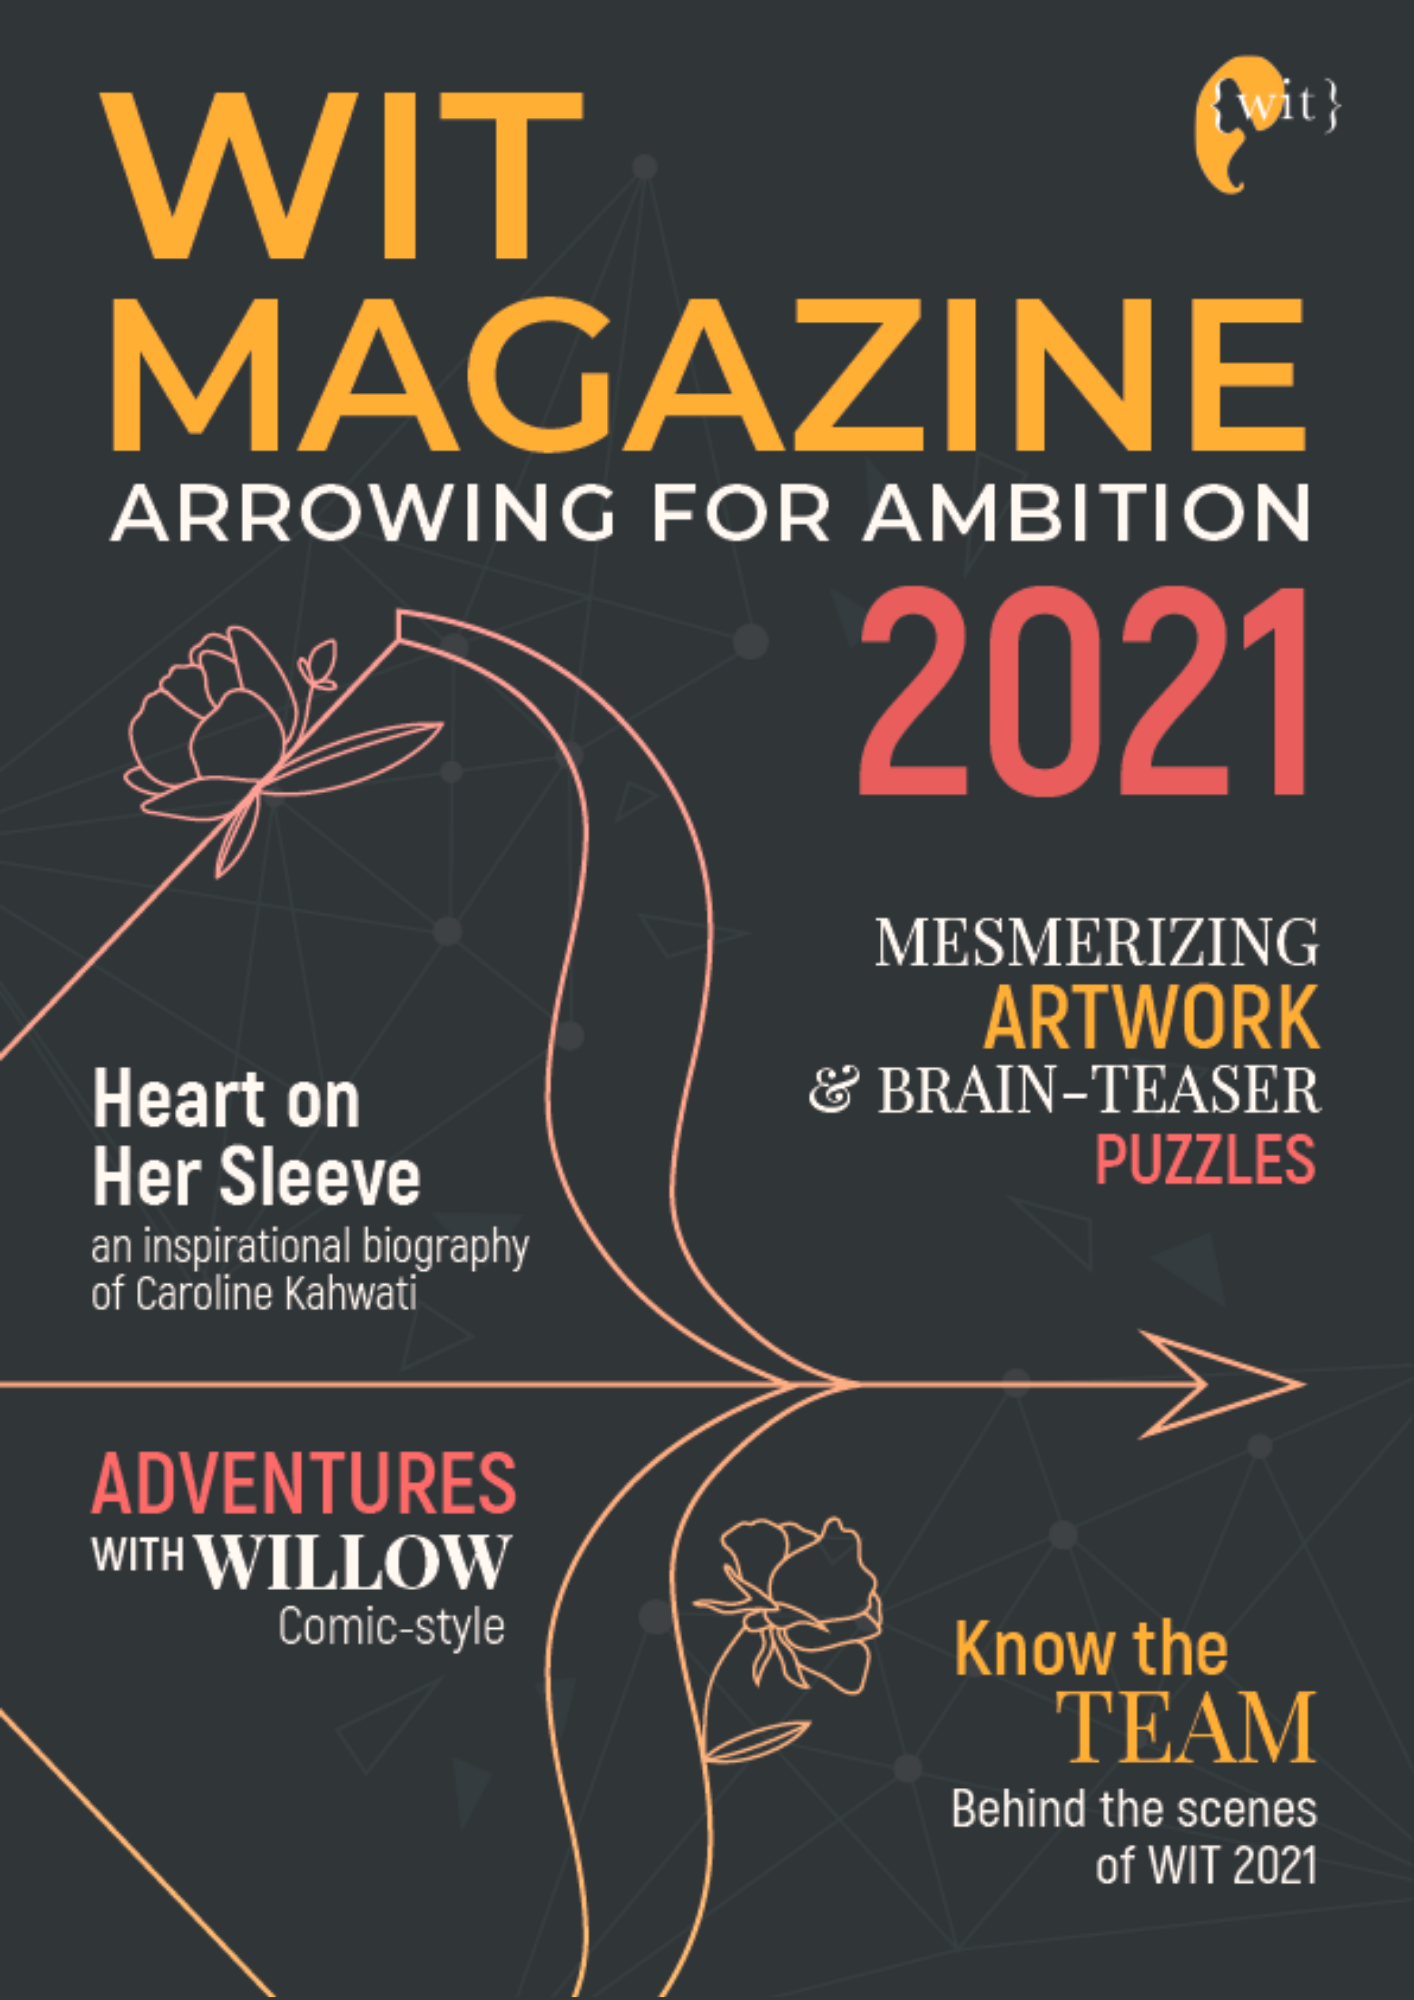 {wit}
WIT
MAGAZINE
ARROWING FOR AMBITION
2021
MESMERIZING
ARTWORK
& BRAIN-TEASER
PUZZLES
Heart on
Her Sleeve
an inspirational biography
of Caroline Kahwati
ADVENTURES
WITH WILLOW
Comic-style
Know the
TEAM
Behind the scenes
of WIT 2021